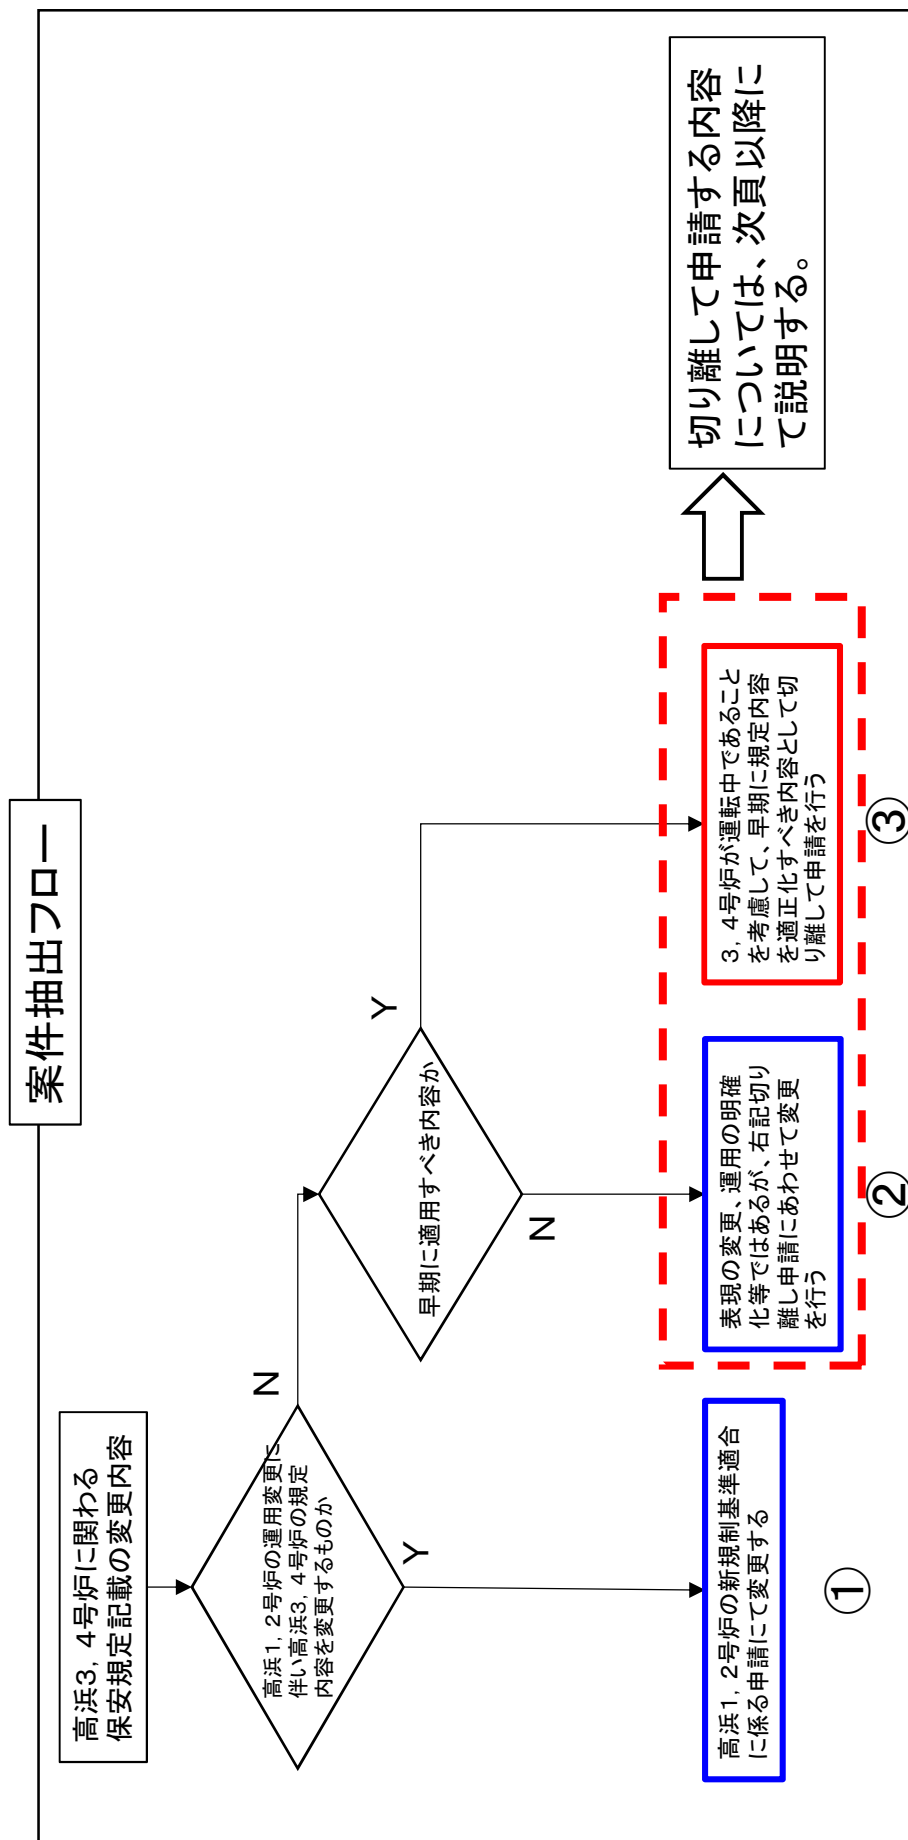 案件抽出フロー
高浜3，4号炉に関わる
保安規定記載の変更内容
高浜1，2号炉の運用変更に
伴い高浜3，4号炉の規定
内容を変更するものか
N
Y
早期に適用すべき内容か
Y
N
高浜1，2号炉の新規制基準適合
に係る申請にて変更する
①
表現の変更、運用の明確
化等ではあるが、右記切り
離し申請にあわせて変更
を行う
②
3，4号炉が運転中であること
を考慮して、早期に規定内容
を適正化すべき内容として切
り離して申請を行う
③
切り離して申請する内容
については、次頁以降に
て説明する。